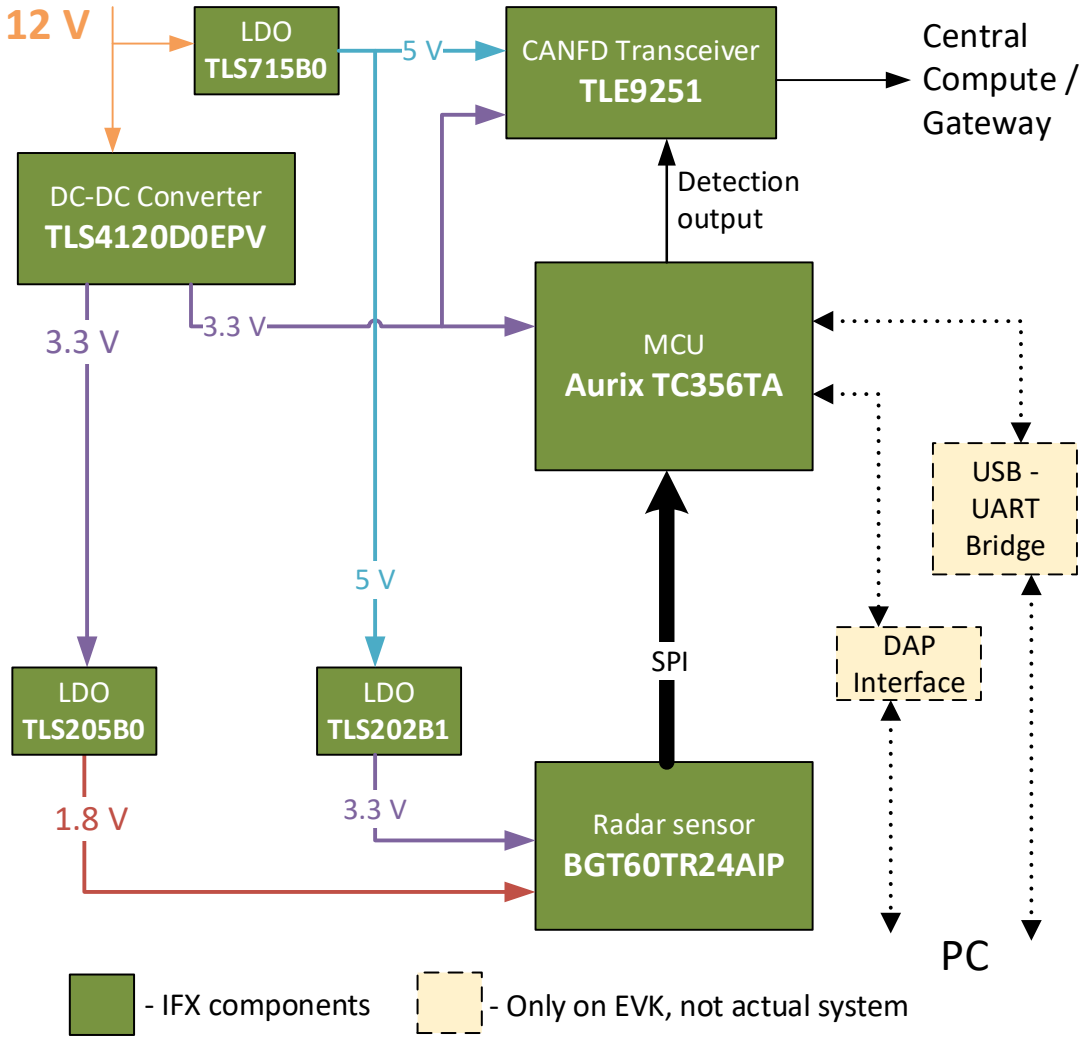 12 V
LDO
TLS715B0
5 V
CANFD Transceiver
TLE9251
Central
Compute /
Gateway
DC-DC Converter
TLS4120D0EPV
Detection
output
3.3 V
3.3 V
MCU
Aurix TC356TA
USB -
UART
Bridge
5 V
DAP
Interface
SPI
LDO
TLS205B0
LDO
TLS202B1
1.8 V
3.3 V
Radar sensor
BGT60TR24AIP
PC
- IFX components
- Only on EVK, not actual system